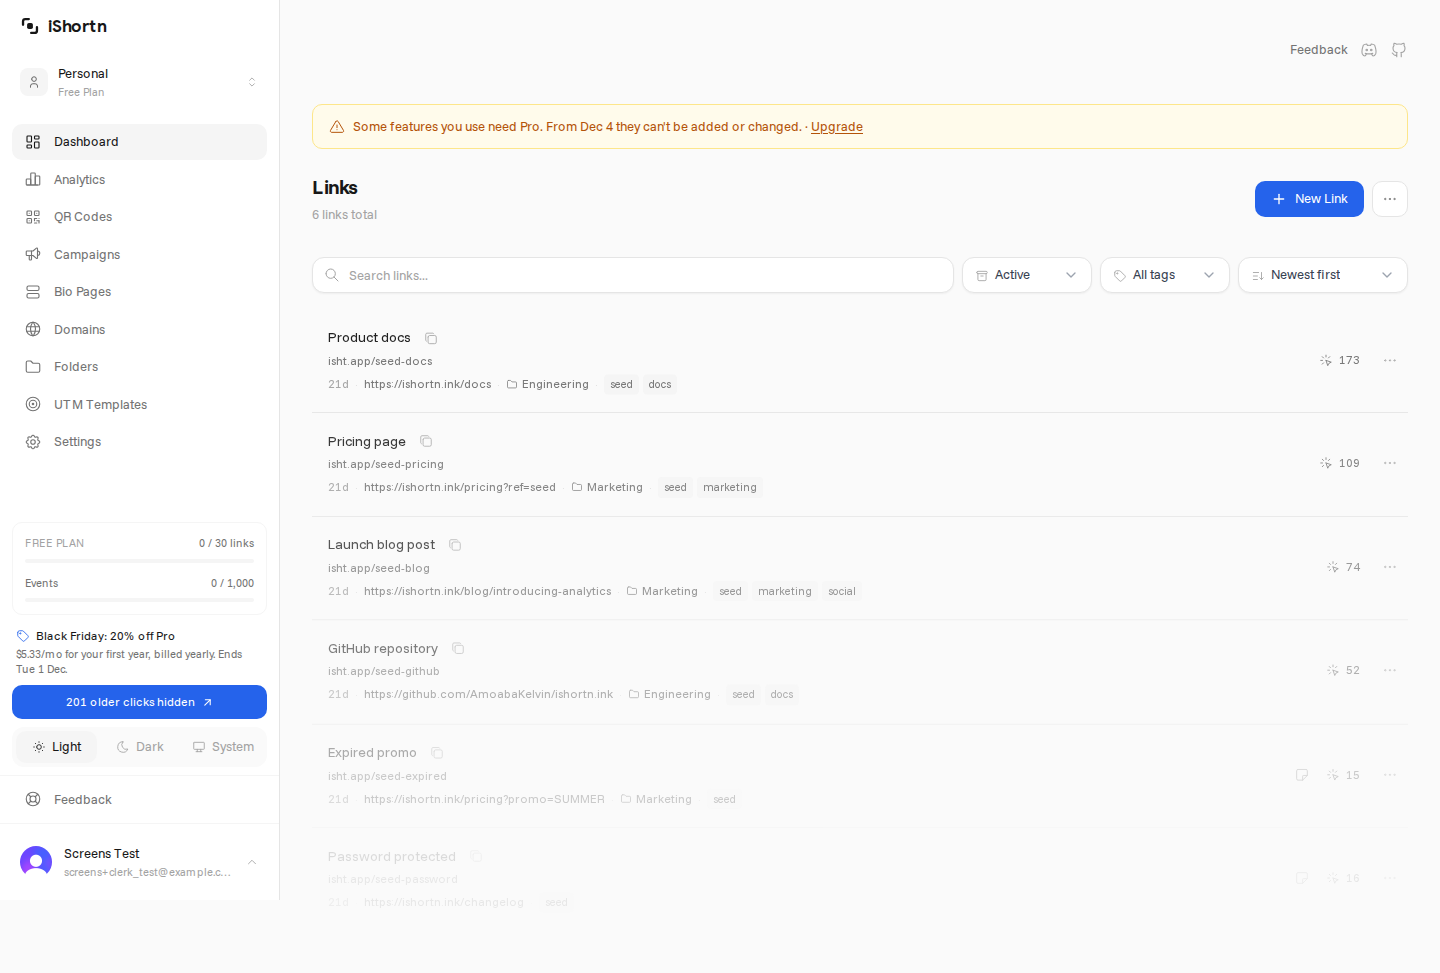 iShortn
Personal
Free Plan
Dashboard
Analytics
QR Codes
Campaigns
Bio Pages
Domains
Folders
UTM Templates
Settings
FREE PLAN 0 / 30 links
Events 0 / 1,000
Black Friday: 20% off Pro
$5.33/mo for your first year, billed yearly. Ends
Tue 1 Dec.
201 older clicks hidden
Light Dark System
Feedback
Screens Test
screens+clerk_test@example.c...
Feedback
Some features you use need Pro. From Dec 4 they can't be added or changed. · Upgrade
Links
6 links total
New Link
Search links...
Active
All tags
Newest first
Product docs
isht.app/seed-docs
21d · https://ishortn.ink/docs · Engineering · seed docs
173
Pricing page
isht.app/seed-pricing
21d · https://ishortn.ink/pricing?ref=seed · Marketing · seed marketing
109
Launch blog post
isht.app/seed-blog
21d · https://ishortn.ink/blog/introducing-analytics · Marketing · seed marketing social
74
GitHub repository
isht.app/seed-github
21d · https://github.com/AmoabaKelvin/ishortn.ink · Engineering · seed docs
52
Expired promo
isht.app/seed-expired
21d · https://ishortn.ink/pricing?promo=SUMMER · Marketing · seed
15
Password protected
isht.app/seed-password
21d · https://ishortn.ink/changelog · seed
16